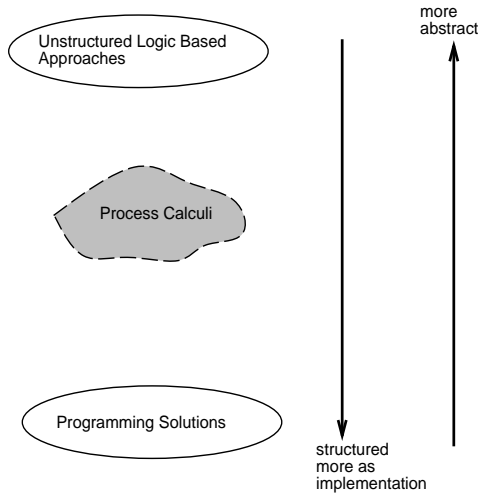 more
abstract
Unstructured Logic Based
Approaches
Process Calculi
Programming Solutions
structured
more as
implementation